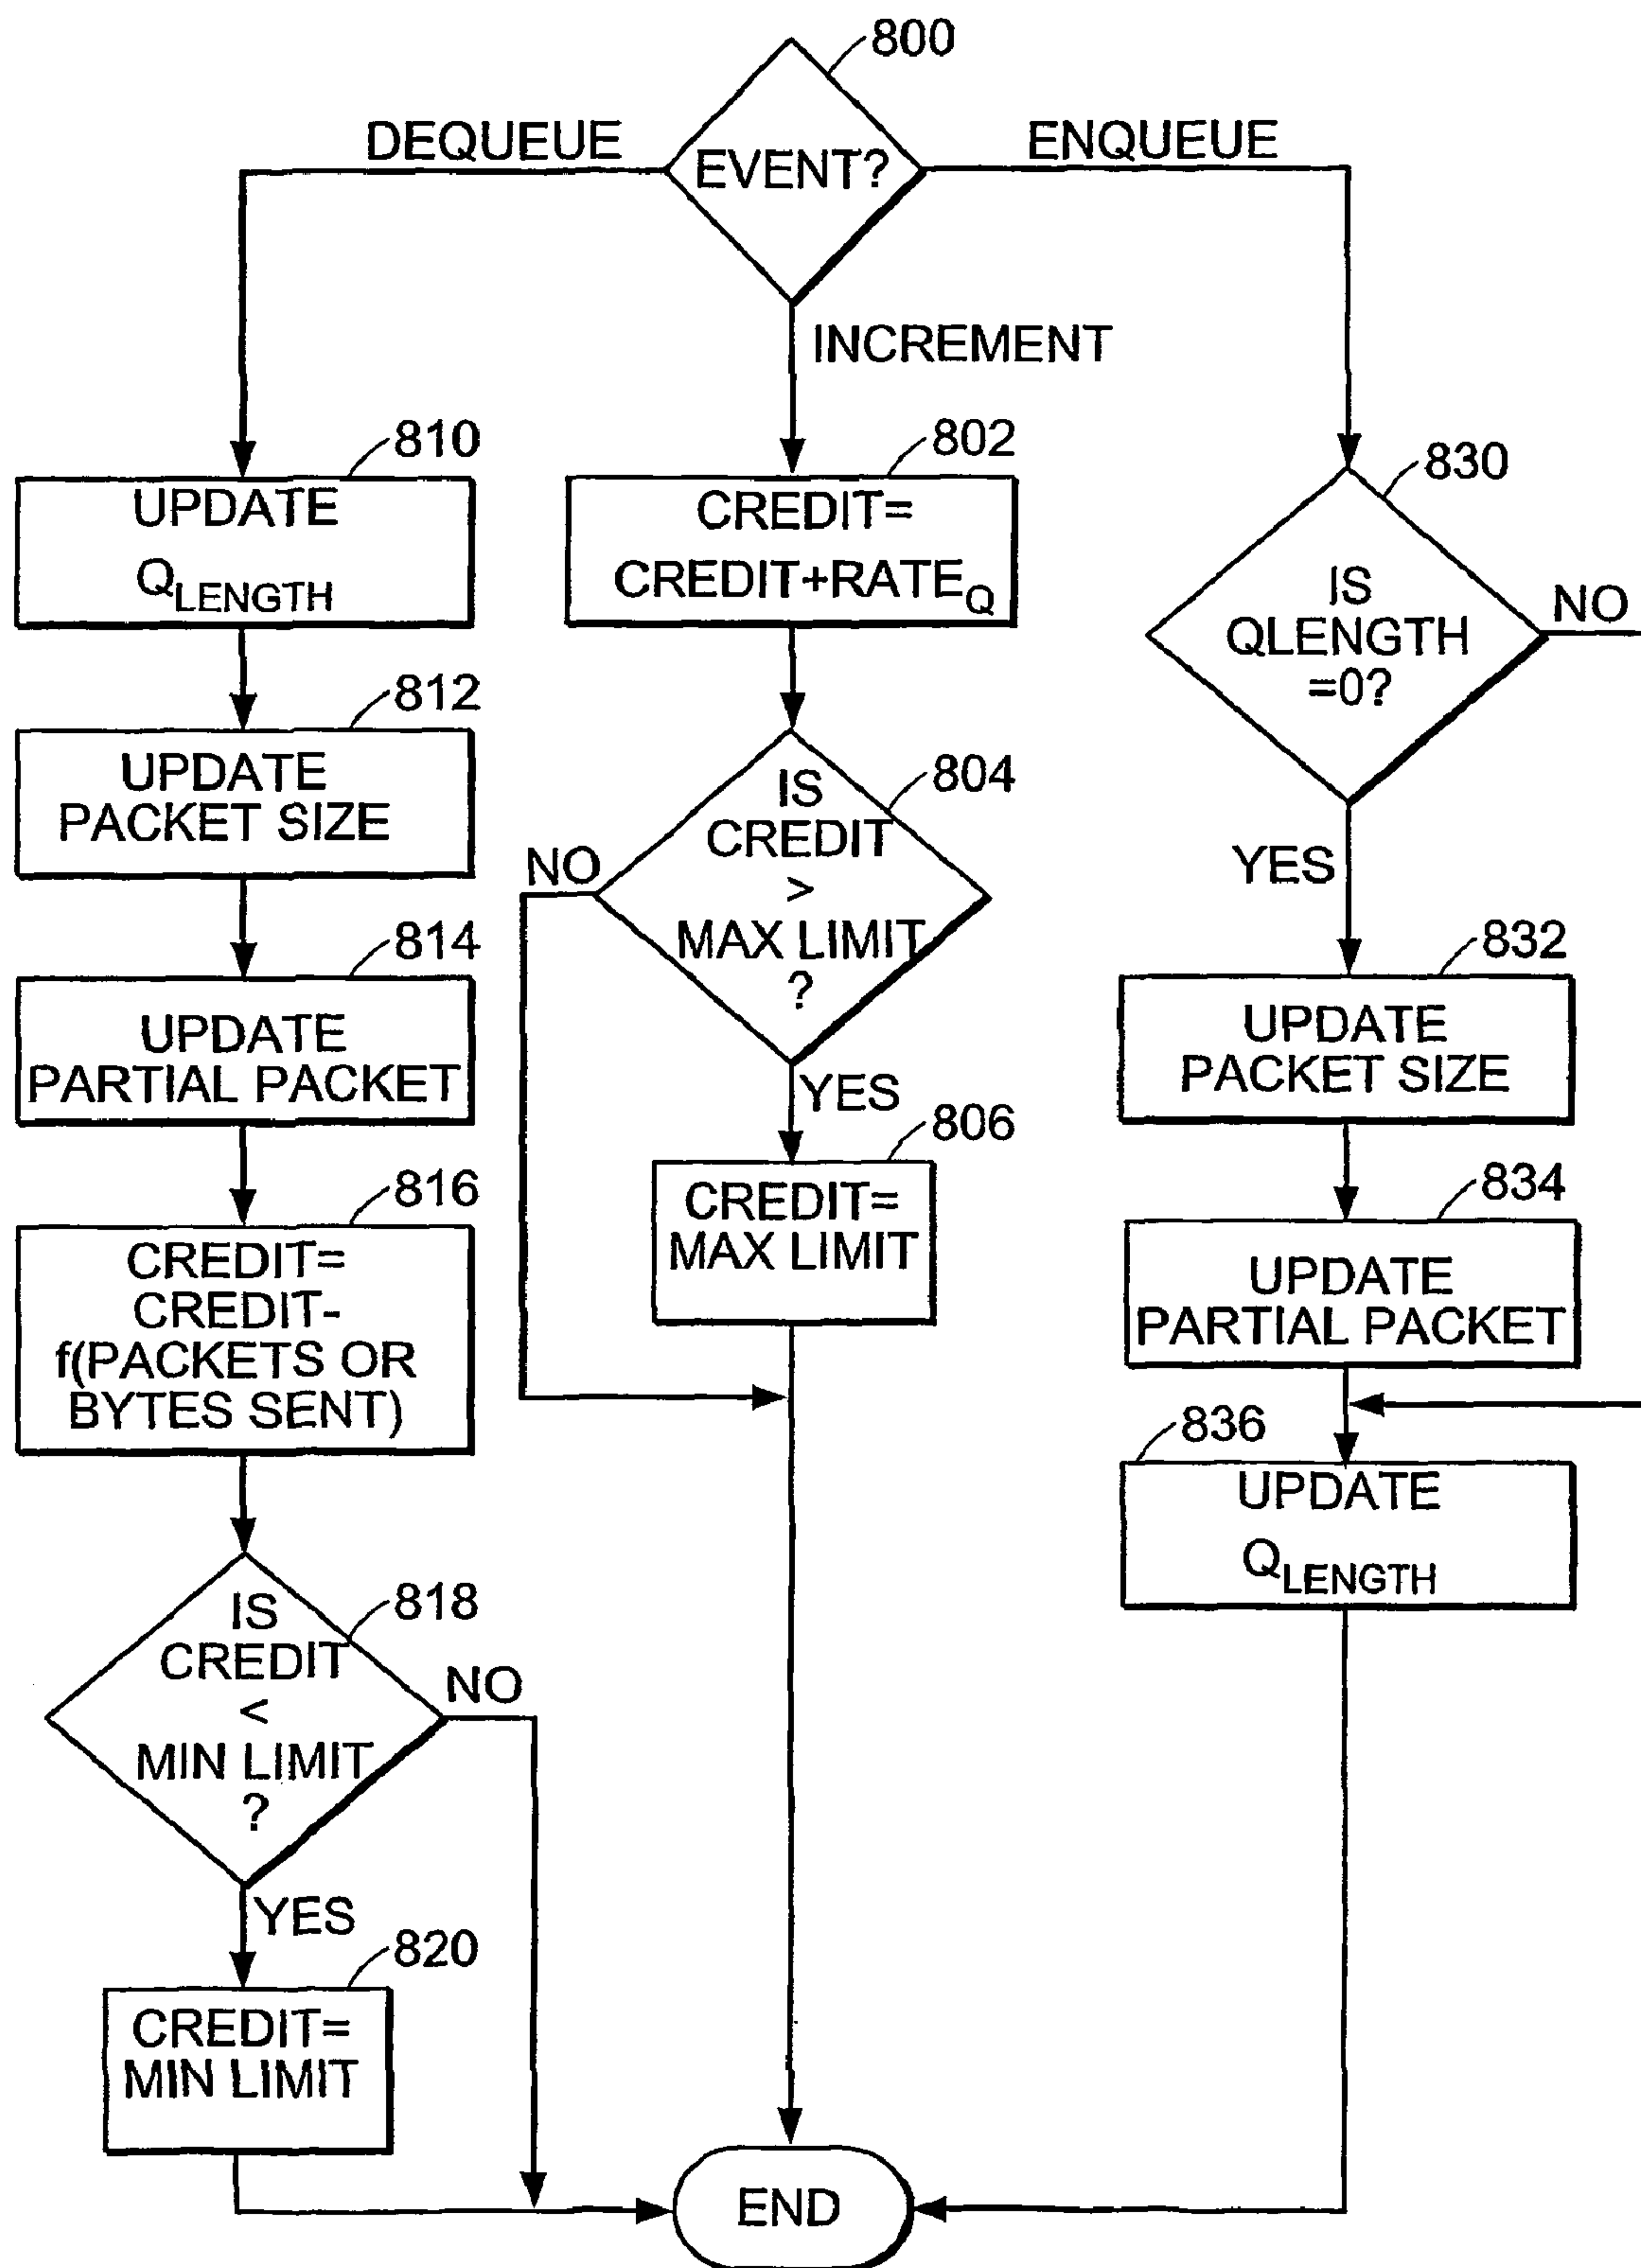 800
EVENT?
DEQUEUE
ENQUEUE
INCREMENT
810
UPDATE
QLENGTH
812
UPDATE
PACKET SIZE
814
UPDATE
PARTIAL PACKET
816
CREDIT=
CREDIT-
f(PACKETS OR
BYTES SENT)
818
IS
CREDIT
<
MIN LIMIT
?
NO
YES
820
CREDIT=
MIN LIMIT
802
CREDIT=
CREDIT+RATEQ
804
IS
CREDIT
>
MAX LIMIT
?
NO
YES
806
CREDIT=
MAX LIMIT
830
IS
QLENGTH
=0?
NO
YES
832
UPDATE
PACKET SIZE
834
UPDATE
PARTIAL PACKET
836
UPDATE
QLENGTH
END